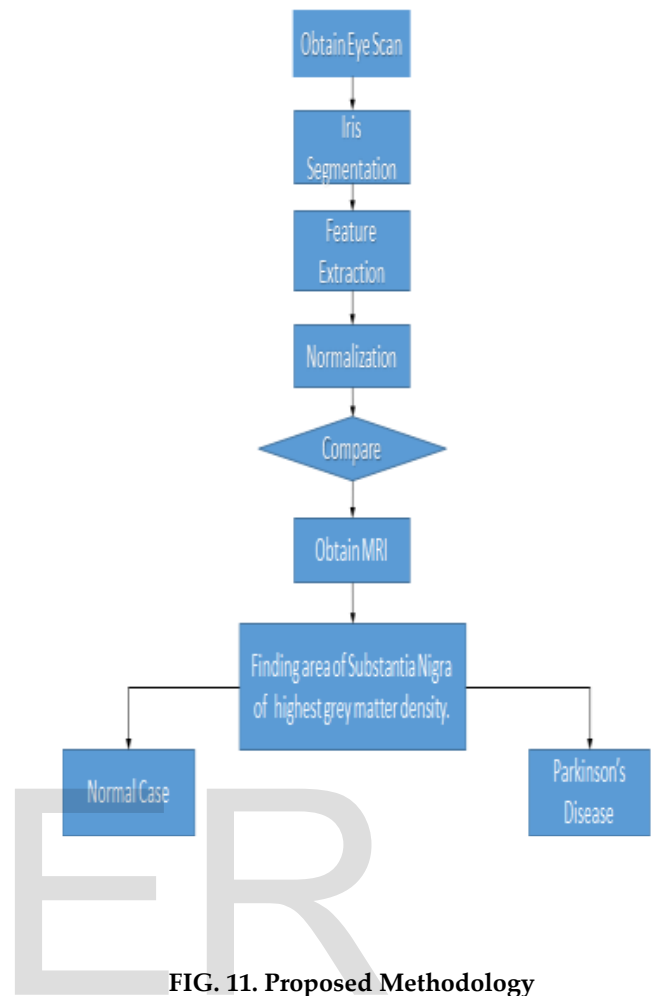 Obtain Eye Scan
Iris
Segmentation
Feature
Extraction
Normalization
Compare
Obtain MRI
Finding area of Substantia Nigra
of highest grey matter density.
Normal Case
Parkinson's
Disease
ER
FIG. 11. Proposed Methodology